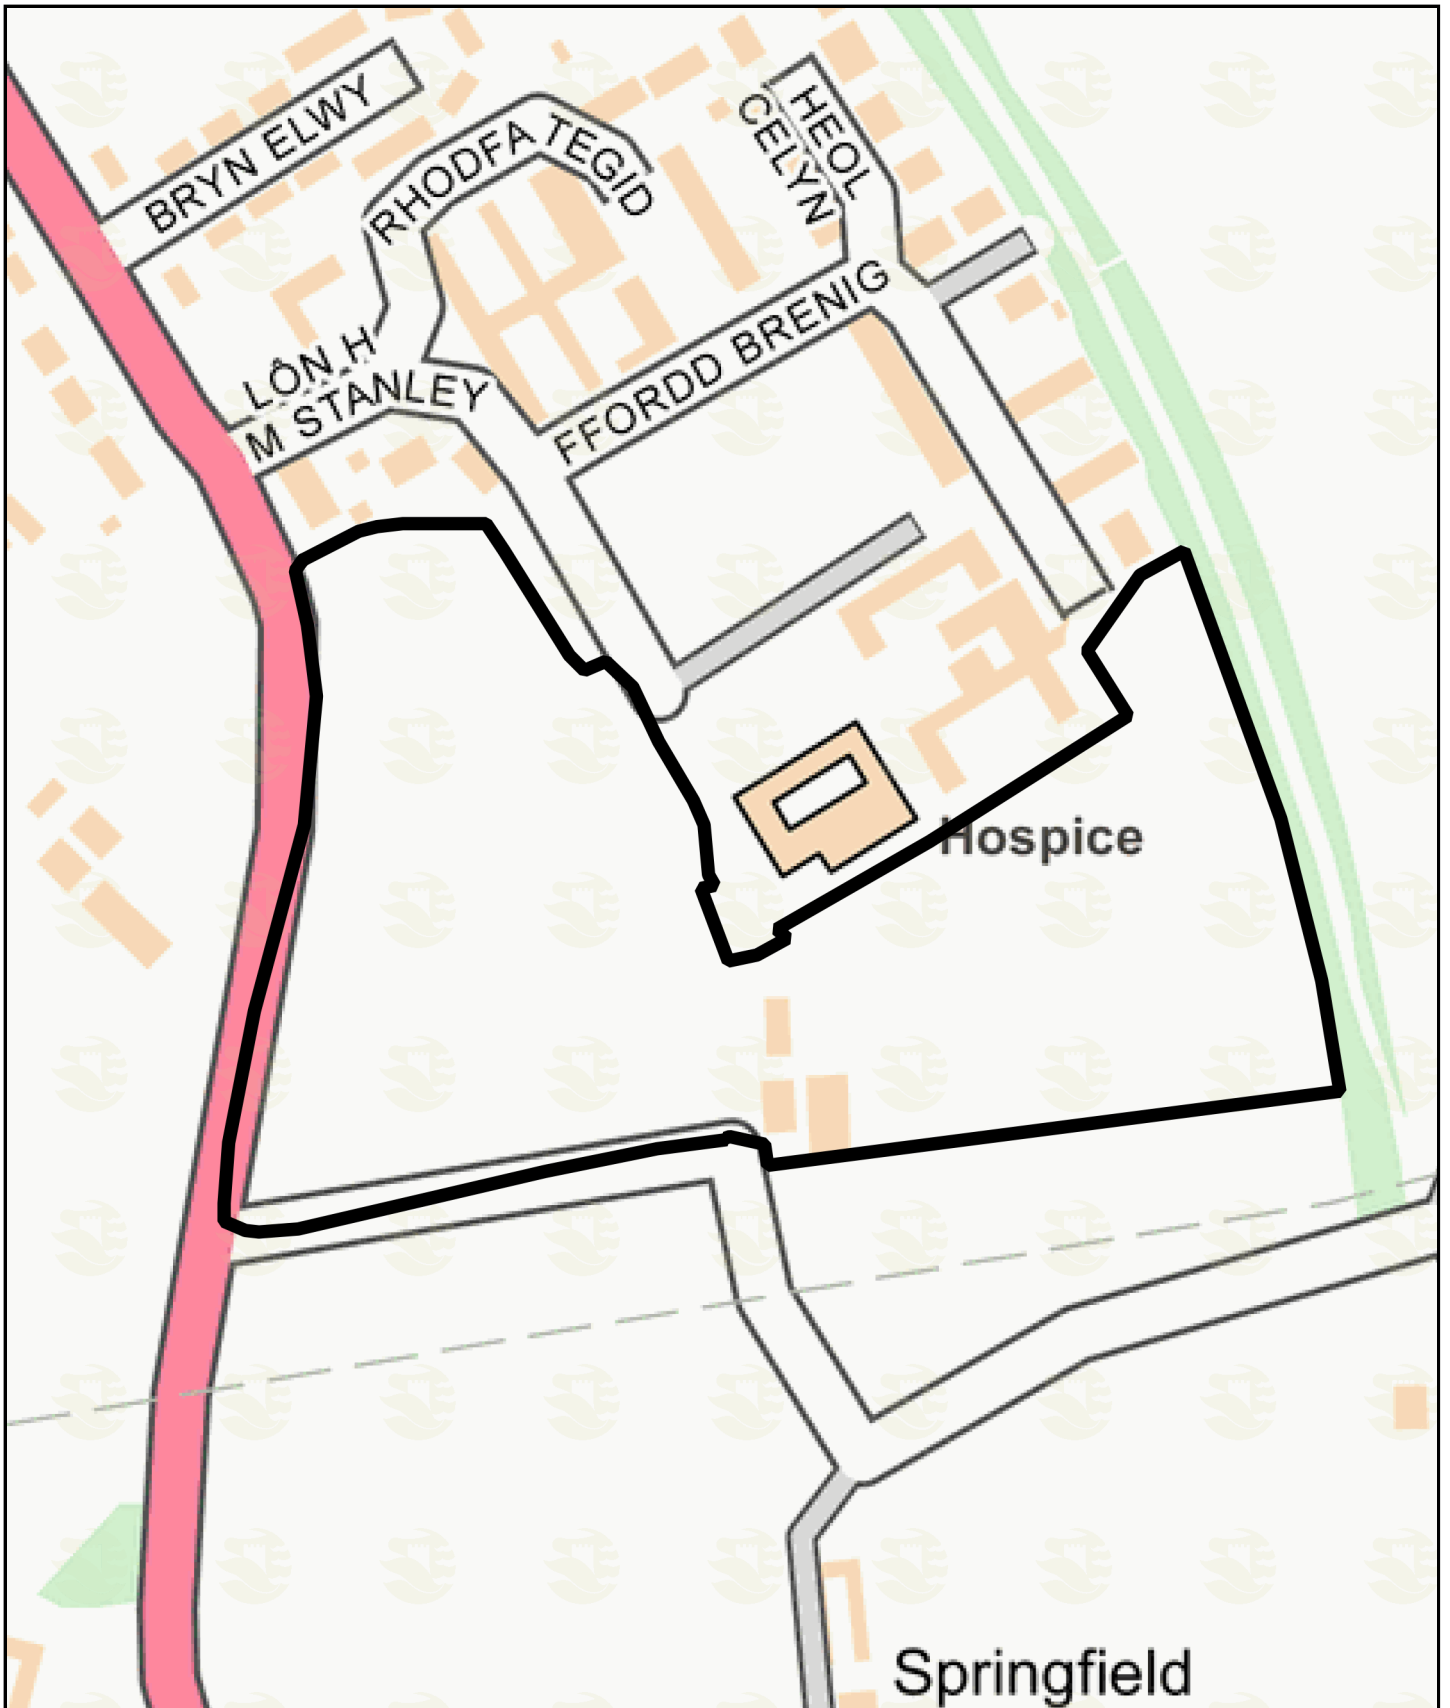 BRYN ELWY
RHODFA TEGID
HEOL
CELYN
LÔN H
M STANLEY
FFORDD BRENIG
Hospice
Springfield